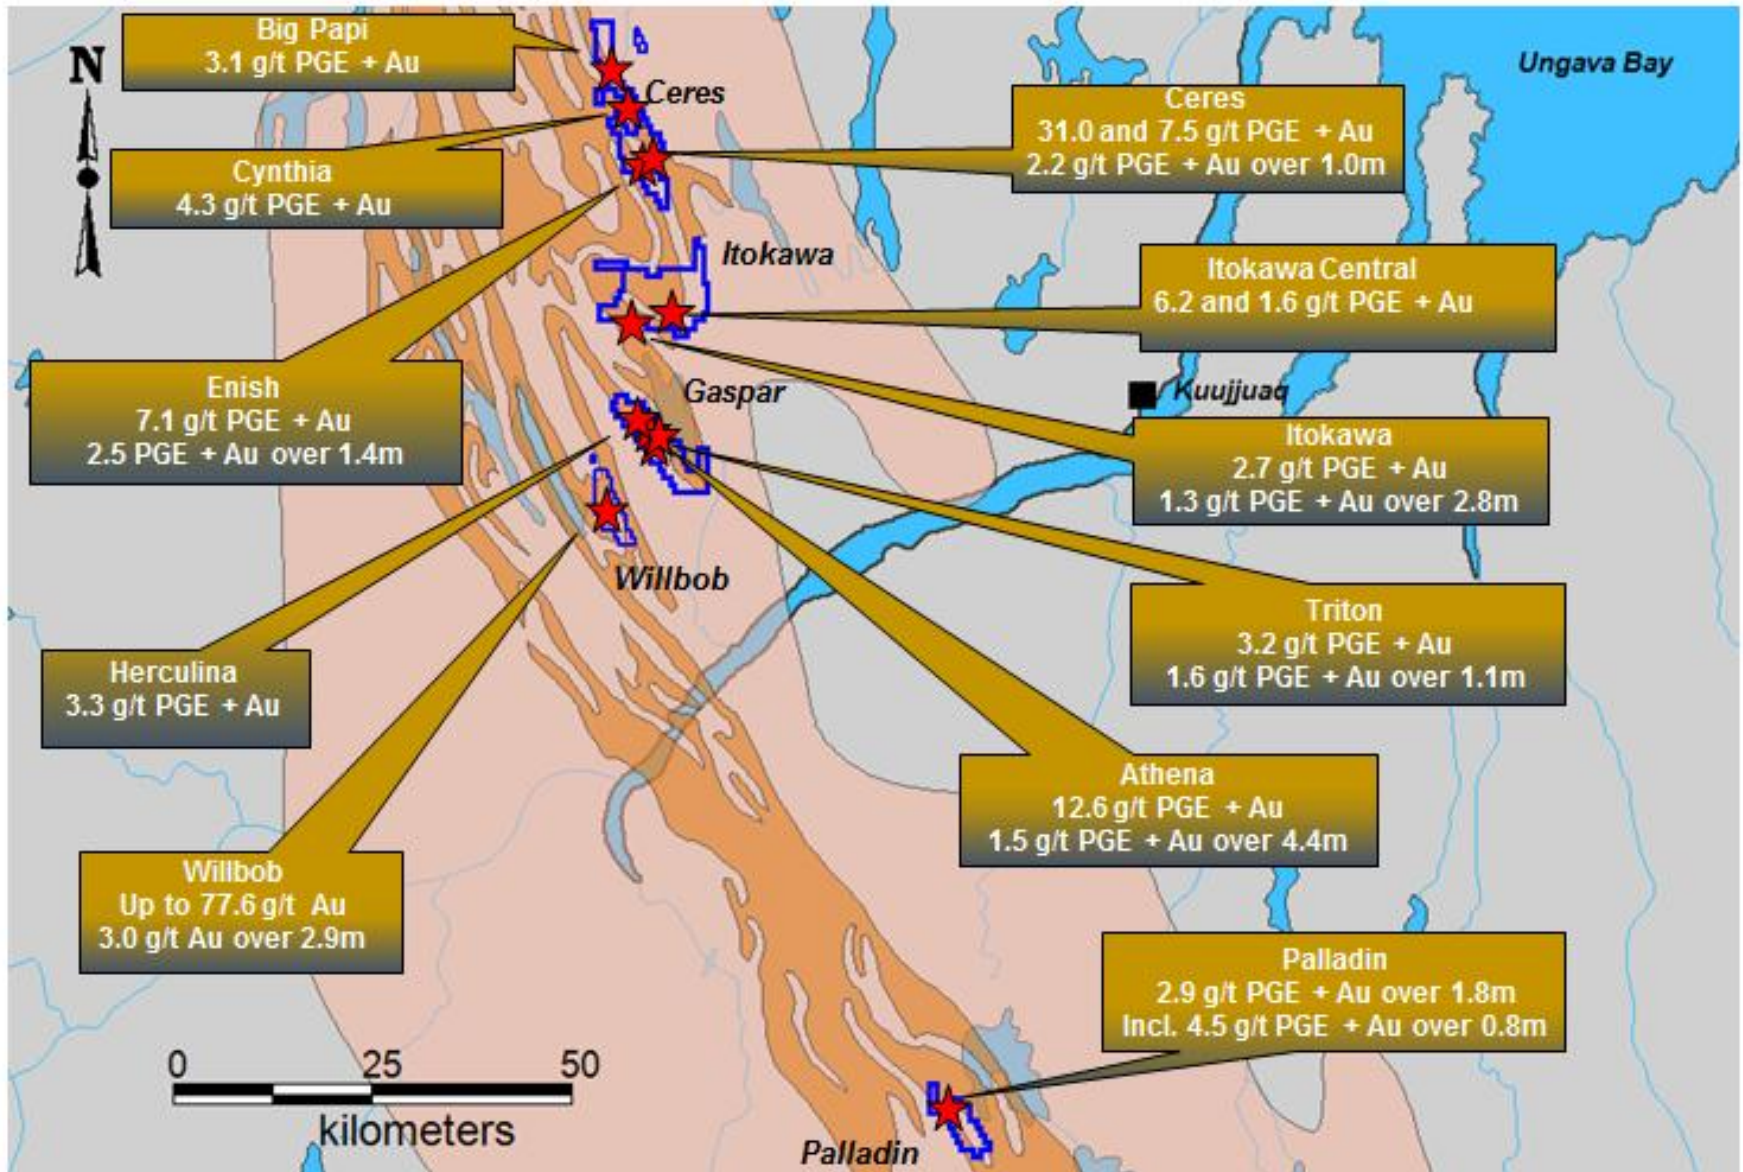 Big Papi
3.1 g/t PGE + Au
N
Ungava Bay
Ceres
Ceres
31.0 and 7.5 g/t PGE + Au
2.2 g/t PGE + Au over 1.0m
Cynthia
4.3 g/t PGE + Au
Itokawa
Itokawa Central
6.2 and 1.6 g/t PGE + Au
Enish
7.1 g/t PGE + Au
2.5 PGE + Au over 1.4m
Gaspar
Kuujjuaq
Itokawa
2.7 g/t PGE + Au
1.3 g/t PGE + Au over 2.8m
Willbob
Triton
3.2 g/t PGE + Au
1.6 g/t PGE + Au over 1.1m
Herculina
3.3 g/t PGE + Au
Athena
12.6 g/t PGE + Au
1.5 g/t PGE + Au over 4.4m
Willbob
Up to 77.6 g/t Au
3.0 g/t Au over 2.9m
Palladin
2.9 g/t PGE + Au over 1.8m
Incl. 4.5 g/t PGE + Au over 0.8m
0 25 50
kilometers
Palladin